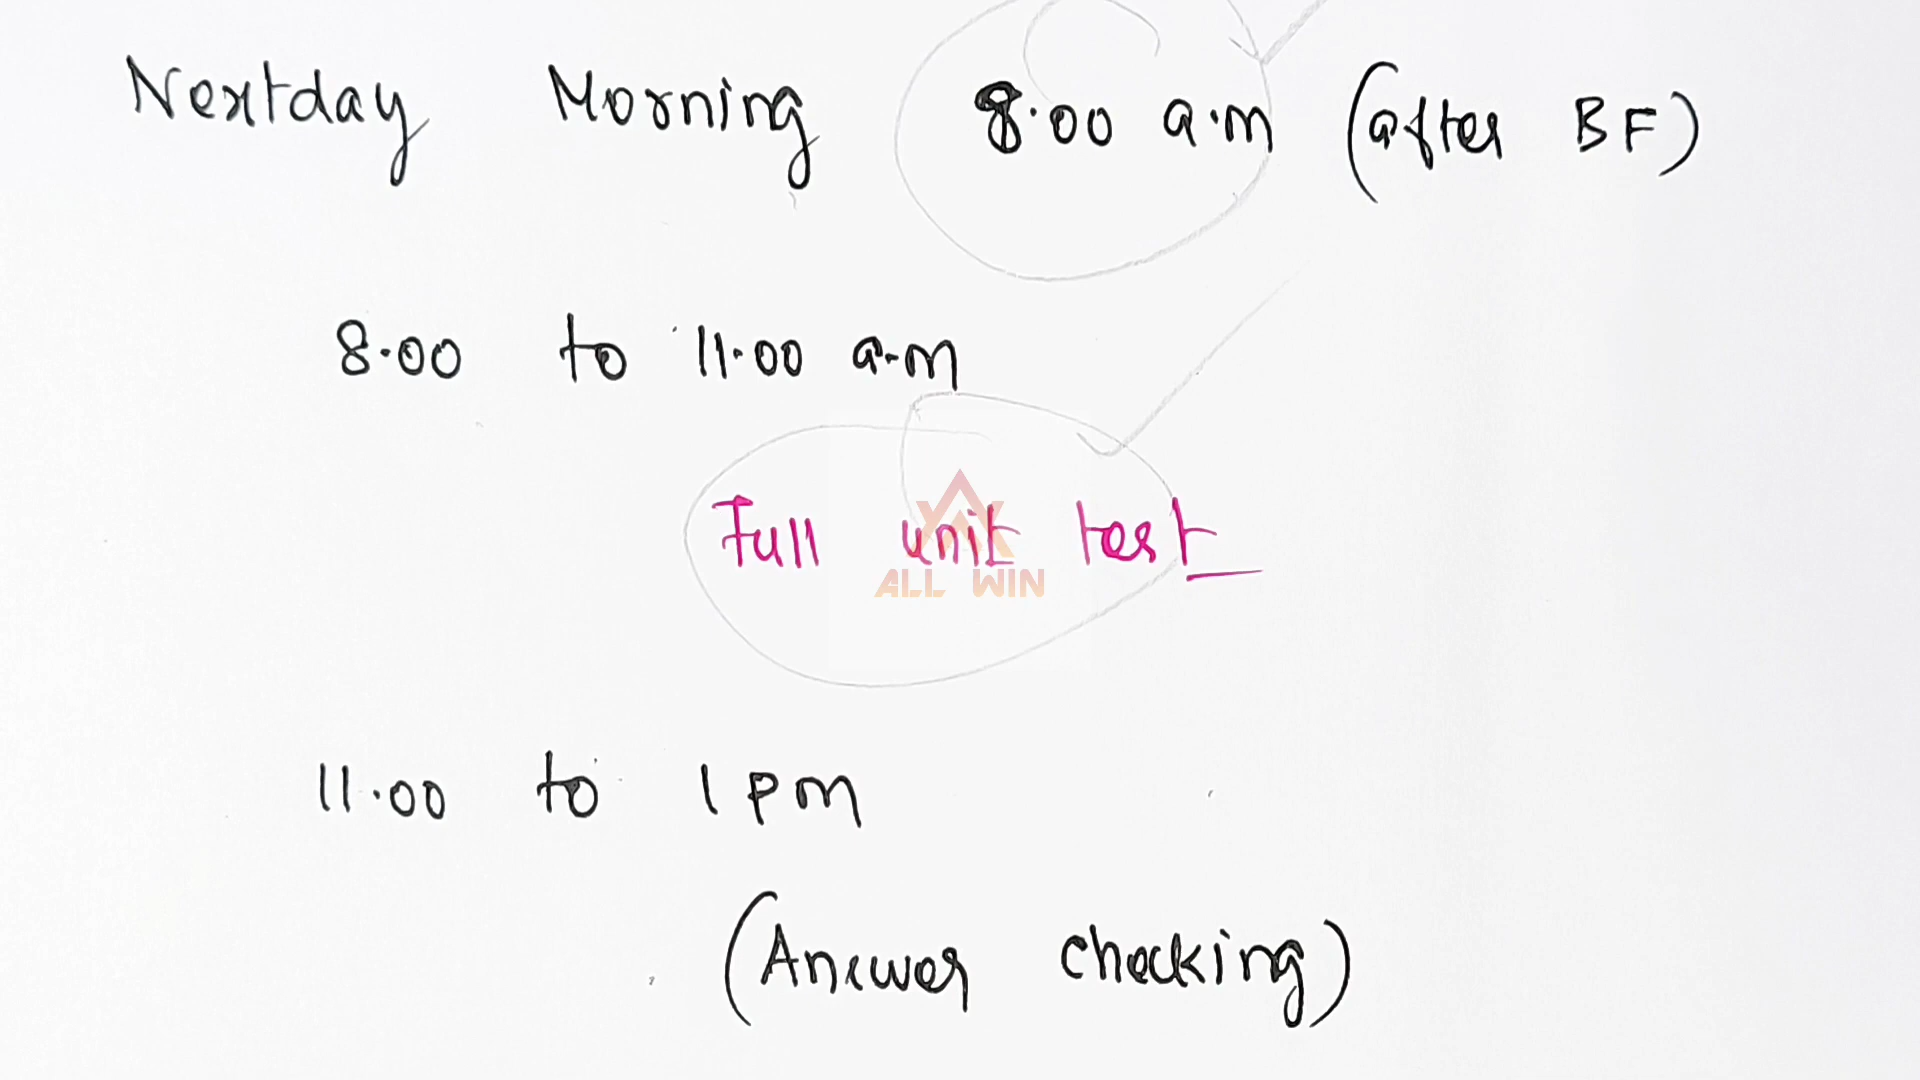 Nextday Morning 8.00 a.m (after BF)
8.00 to 11.00 a.m
Full unit test
ALL WIN
11.00 to 1 pm
(Answer checking)